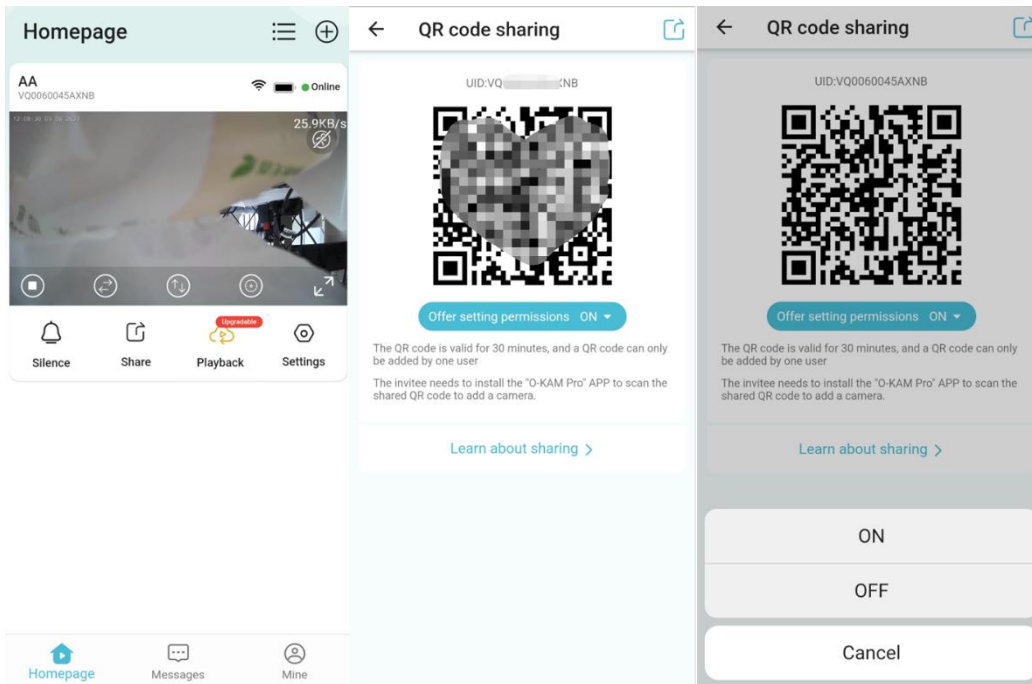 Homepage
AA
VQ0060045AXNB
Online
25.9KB/s
Silence
Share
Upgradable
Playback
Settings
Homepage
Messages
Mine
QR code sharing
UID:VQ
NB
Offer setting permissions ON
The QR code is valid for 30 minutes, and a QR code can only
be added by one user
The invitee needs to install the "O-KAM Pro" APP to scan the
shared QR code to add a camera.
Learn about sharing >
QR code sharing
UID:VQ0060045AXNB
Offer setting permissions ON
The QR code is valid for 30 minutes, and a QR code can only
be added by one user
The invitee needs to install the "O-KAM Pro" APP to scan the
shared QR code to add a camera.
Learn about sharing >
ON
OFF
Cancel